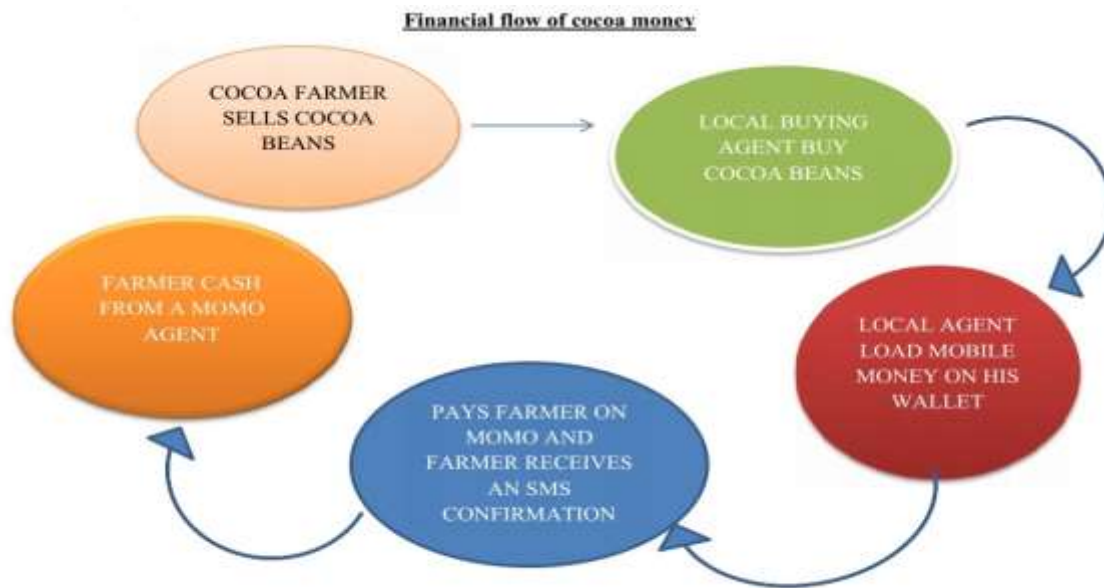 Financial flow of cocoa money
COCOA FARMER
SELLS COCOA
BEANS
LOCAL BUYING
AGENT BUY
COCOA BEANS
LOCAL AGENT
LOAD MOBILE
MONEY ON HIS
WALLET
PAYS FARMER ON
MOMO AND
FARMER RECEIVES
AN SMS
CONFIRMATION
FARMER CASH
FROM A MOMO
AGENT